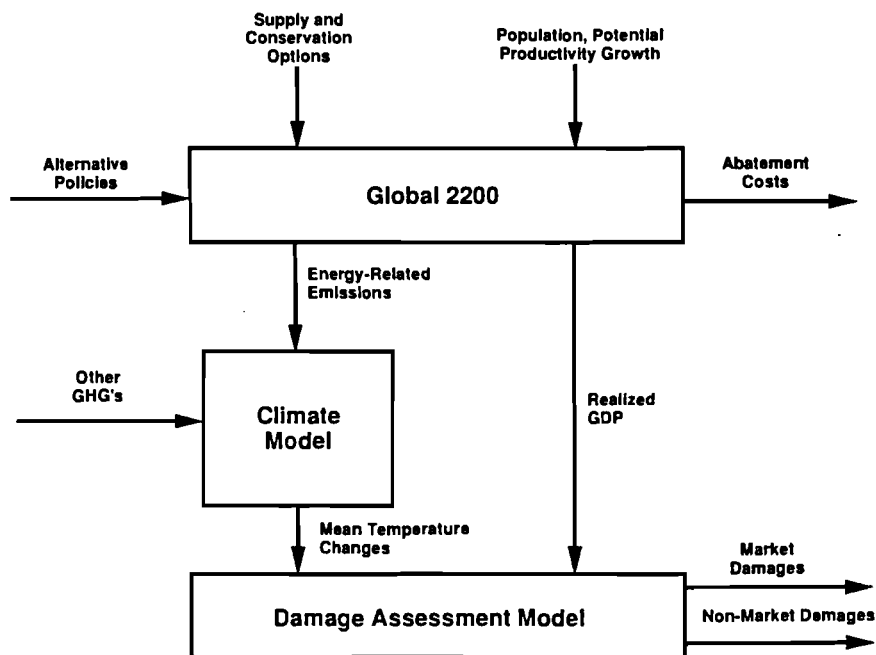 Supply and
Conservation
Options
Population, Potential
Productivity Growth
Alternative
Policies
Global 2200
Abatement
Costs
Energy-Related
Emissions
Other
GHG's
Climate
Model
Realized
GDP
Mean Temperature
Changes
Market
Damages
Damage Assessment Model
Non-Market Damages